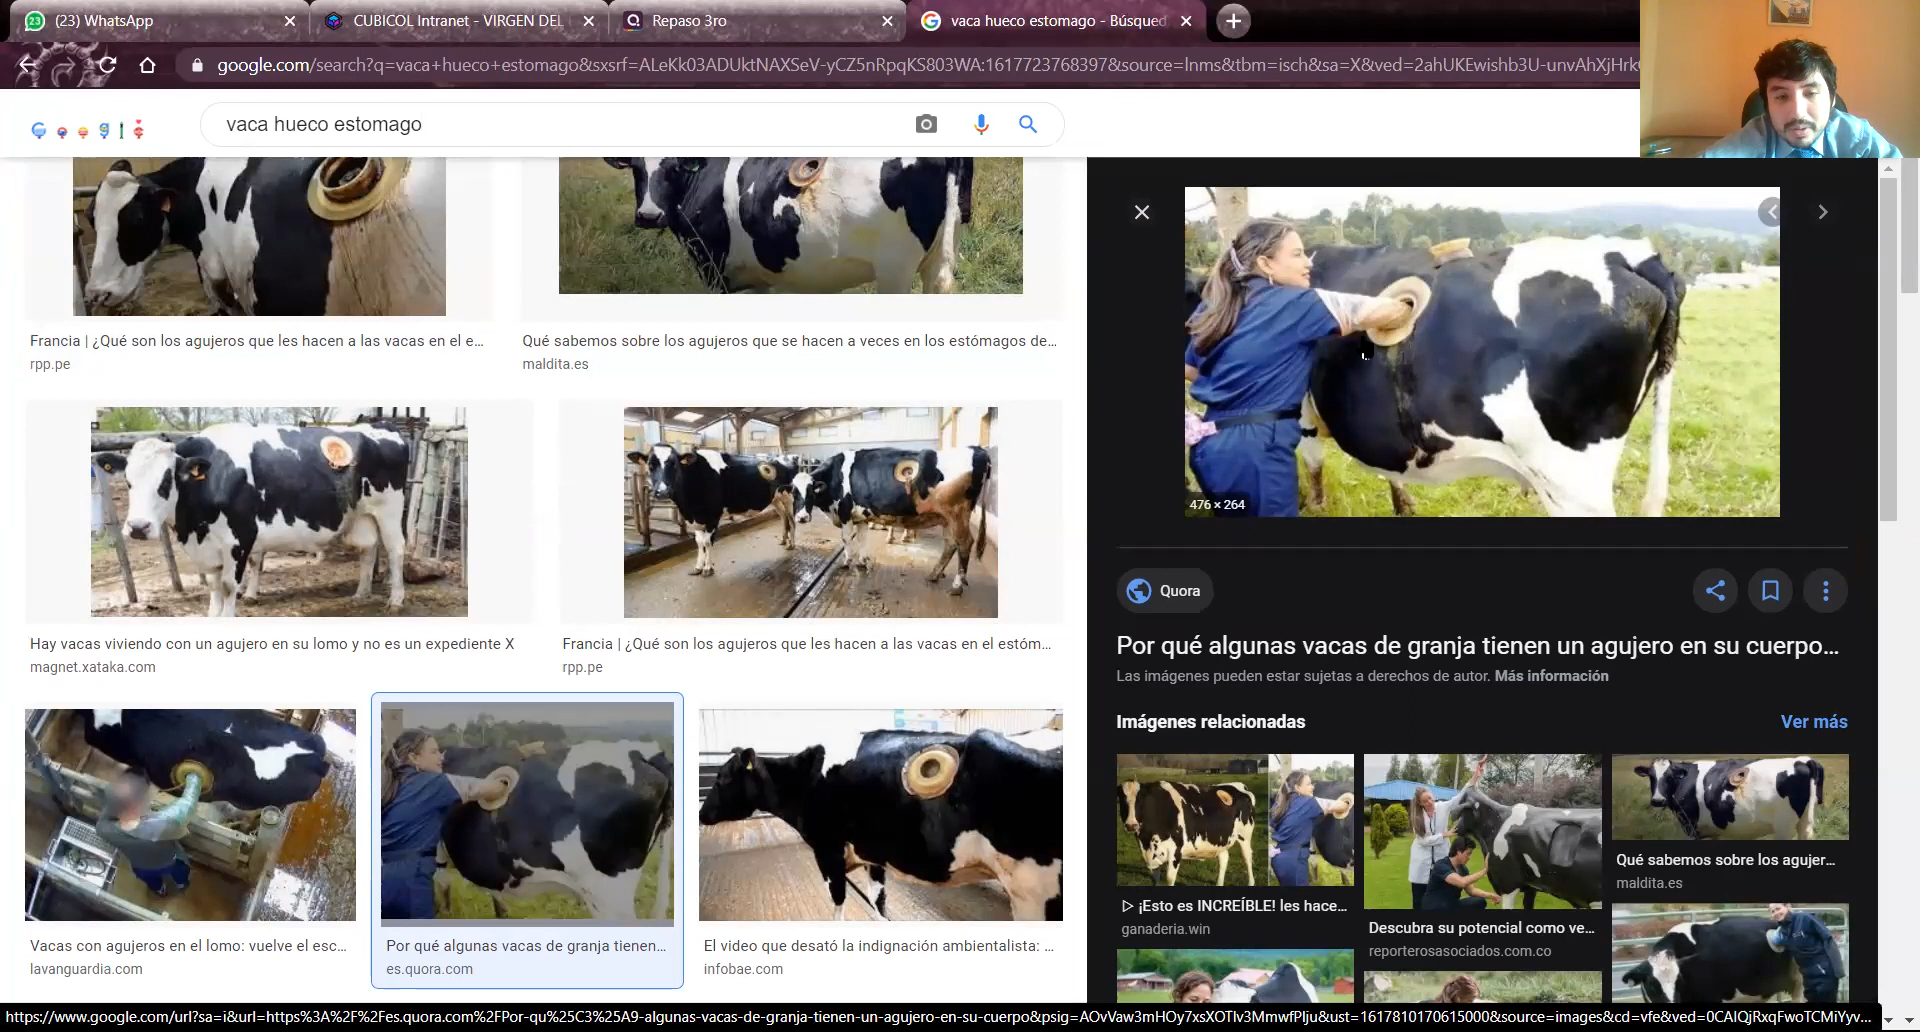 (23) WhatsApp
CUBICOL Intranet - VIRGEN DEL
Repaso 3ro
vaca hueco estomago - Búsqued
google.com/search?q=vaca+hueco+estomago&sxsrf=ALeKk03ADUktNAXSeV-yCZ5nRpqKS803WA:1617723768397&source=lnms&tbm=isch&sa=X&ved=2ahUKEwishb3U-unvAhXjHrk
Google
vaca hueco estomago
Francia | ¿Qué son los agujeros que les hacen a las vacas en el e...
rpp.pe
Qué sabemos sobre los agujeros que se hacen a veces en los estómagos de...
maldita.es
Hay vacas viviendo con un agujero en su lomo y no es un expediente X
magnet.xataka.com
Francia | ¿Qué son los agujeros que les hacen a las vacas en el estóm...
rpp.pe
Vacas con agujeros en el lomo: vuelve el esc...
lavanguardia.com
Por qué algunas vacas de granja tienen...
es.quora.com
El video que desató la indignación ambientalista: ...
infobae.com
476 × 264
Quora
Por qué algunas vacas de granja tienen un agujero en su cuerpo...
Las imágenes pueden estar sujetas a derechos de autor. Más información
Imágenes relacionadas
Ver más
▷ ¡Esto es INCREÍBLE! les hace...
ganaderia.win
Descubra su potencial como ve...
reporterosasociados.com.co
Qué sabemos sobre los agujer...
maldita.es
https://www.google.com/url?sa=i&url=https%3A%2F%2Fes.quora.com%2FPor-qu%25C3%25A9-algunas-vacas-de-granja-tienen-un-agujero-en-su-cuerpo&psig=AOvVaw3mHOy7xsXOTlv3MmwfPlju&ust=1617810170615000&source=images&cd=vfe&ved=0CAIQjRxqFwoTCMiYyv...